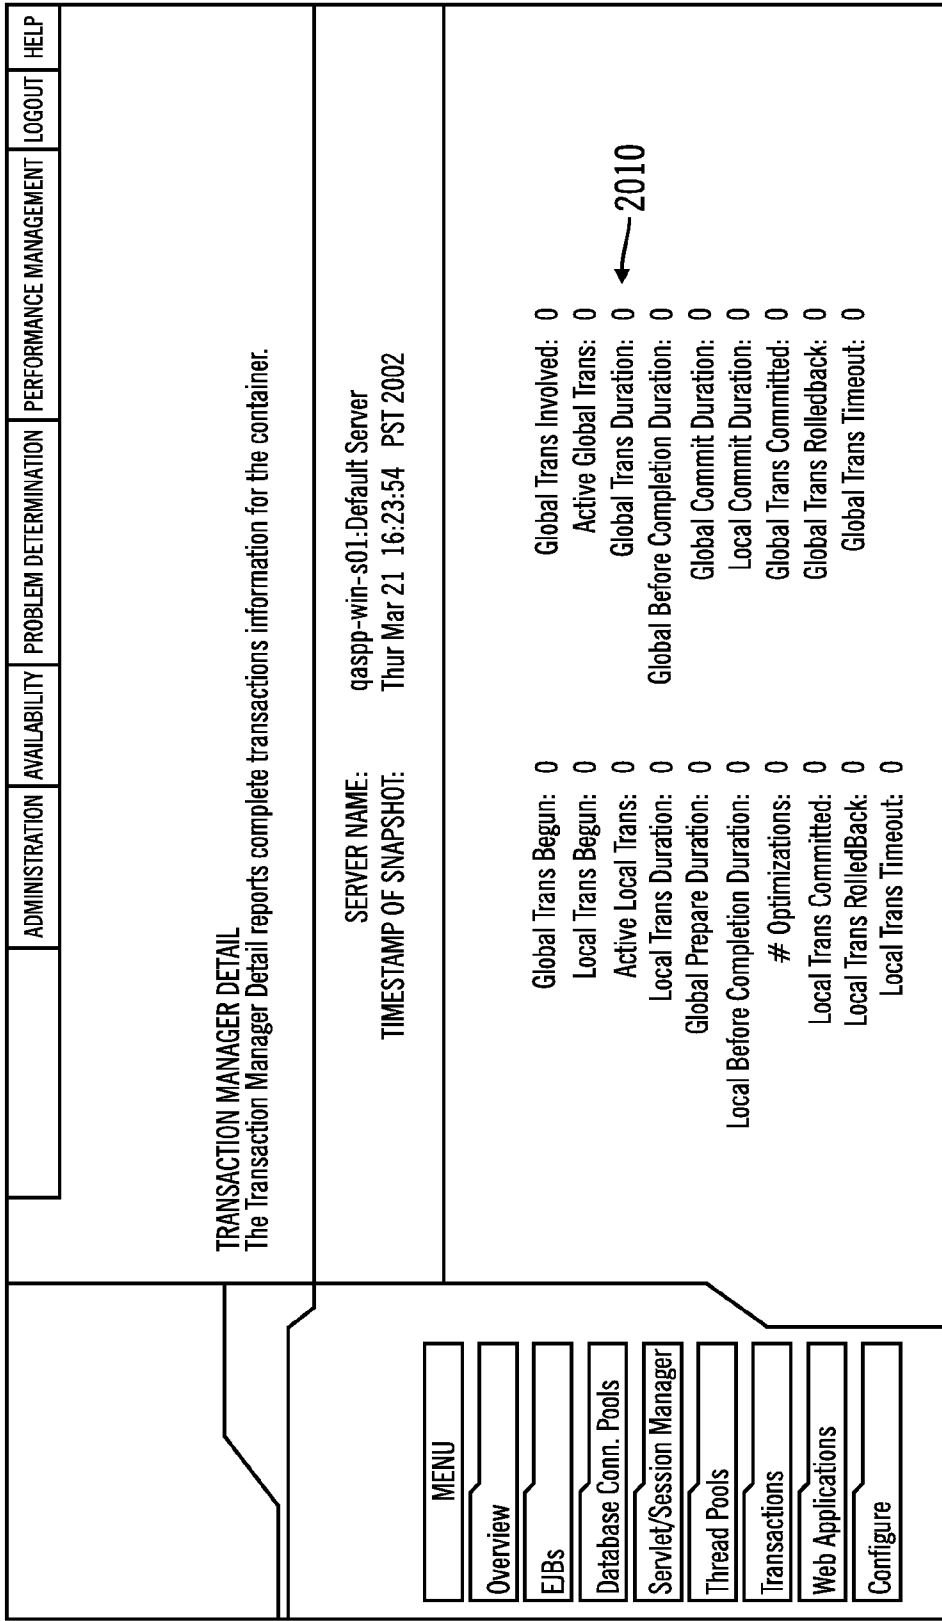 ADMINISTRATION AVAILABILITY PROBLEM DETERMINATION PERFORMANCE MANAGEMENT LOGOUT HELP
TRANSACTION MANAGER DETAIL
The Transaction Manager Detail reports complete transactions information for the container.
SERVER NAME: qaspp-win-s01:Default Server
TIMESTAMP OF SNAPSHOT: Thur Mar 21 16:23:54 PST 2002
MENU
Overview
EJBs
Database Conn. Pools
Servlet/Session Manager
Thread Pools
Transactions
Web Applications
Configure
Global Trans Begun: 0
Local Trans Begun: 0
Active Local Trans: 0
Local Trans Duration: 0
Global Prepare Duration: 0
Local Before Completion Duration: 0
# Optimizations: 0
Local Trans Committed: 0
Local Trans RolledBack: 0
Local Trans Timeout: 0
Global Trans Involved: 0
Active Global Trans: 0
Global Trans Duration: 0
Global Before Completion Duration: 0
Global Commit Duration: 0
Local Commit Duration: 0
Global Trans Committed: 0
Global Trans Rolledback: 0
Global Trans Timeout: 0
2010